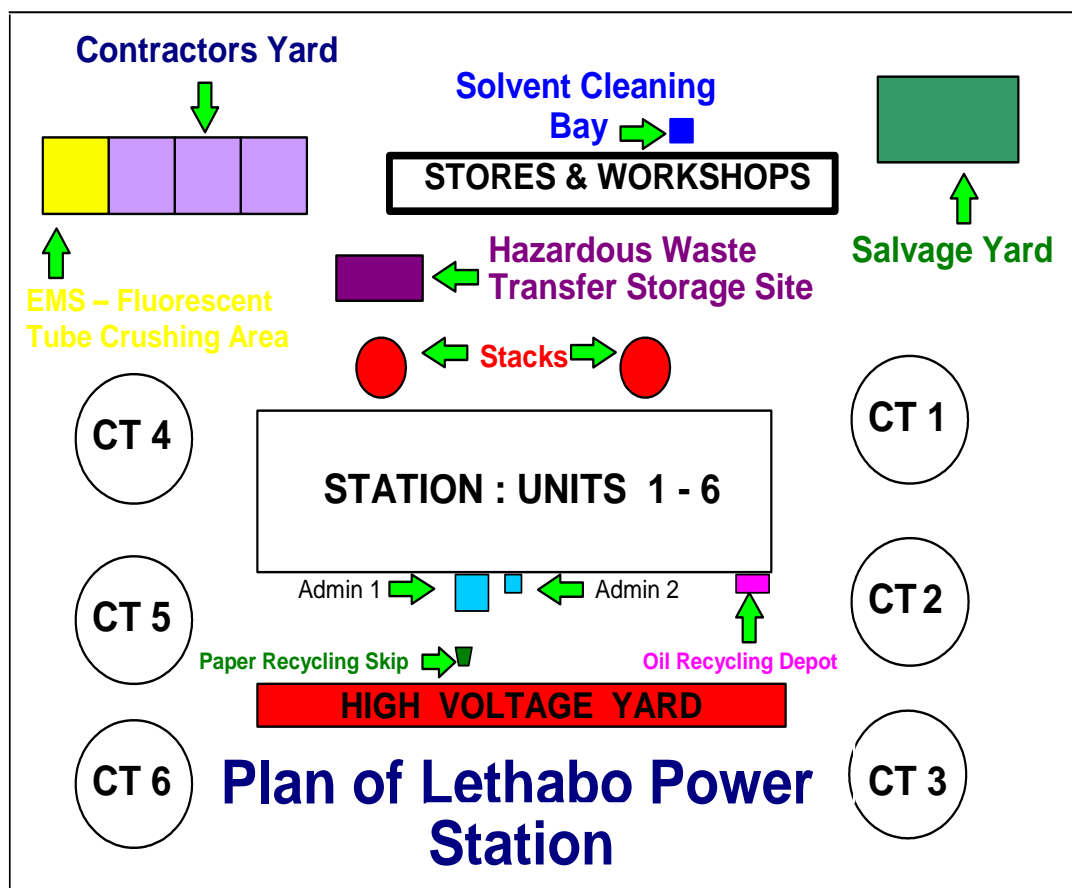 Contractors Yard
Solvent Cleaning
Bay
STORES & WORKSHOPS
Salvage Yard
Hazardous Waste
Transfer Storage Site
EMS – Fluorescent
Tube Crushing Area
Stacks
CT 4
CT 1
STATION : UNITS 1 - 6
Admin 1
Admin 2
CT 5
CT 2
Paper Recycling Skip
Oil Recycling Depot
HIGH VOLTAGE YARD
CT 6
CT 3
Plan of Lethabo Power
Station